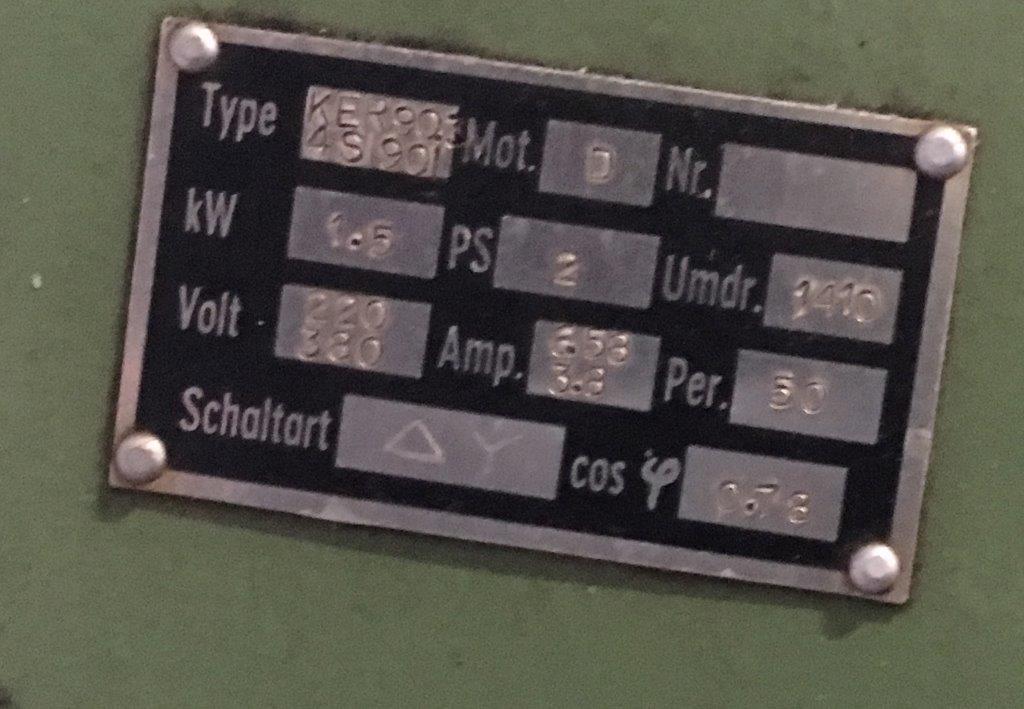 Type KER90S Mot. D Nr.
4S 90
kW 1.5 PS 2 Umdr. 1410
Volt 220 Amp. 6.58 Per. 50
380 3.8
Schaltart △ Y cos φ 0.78